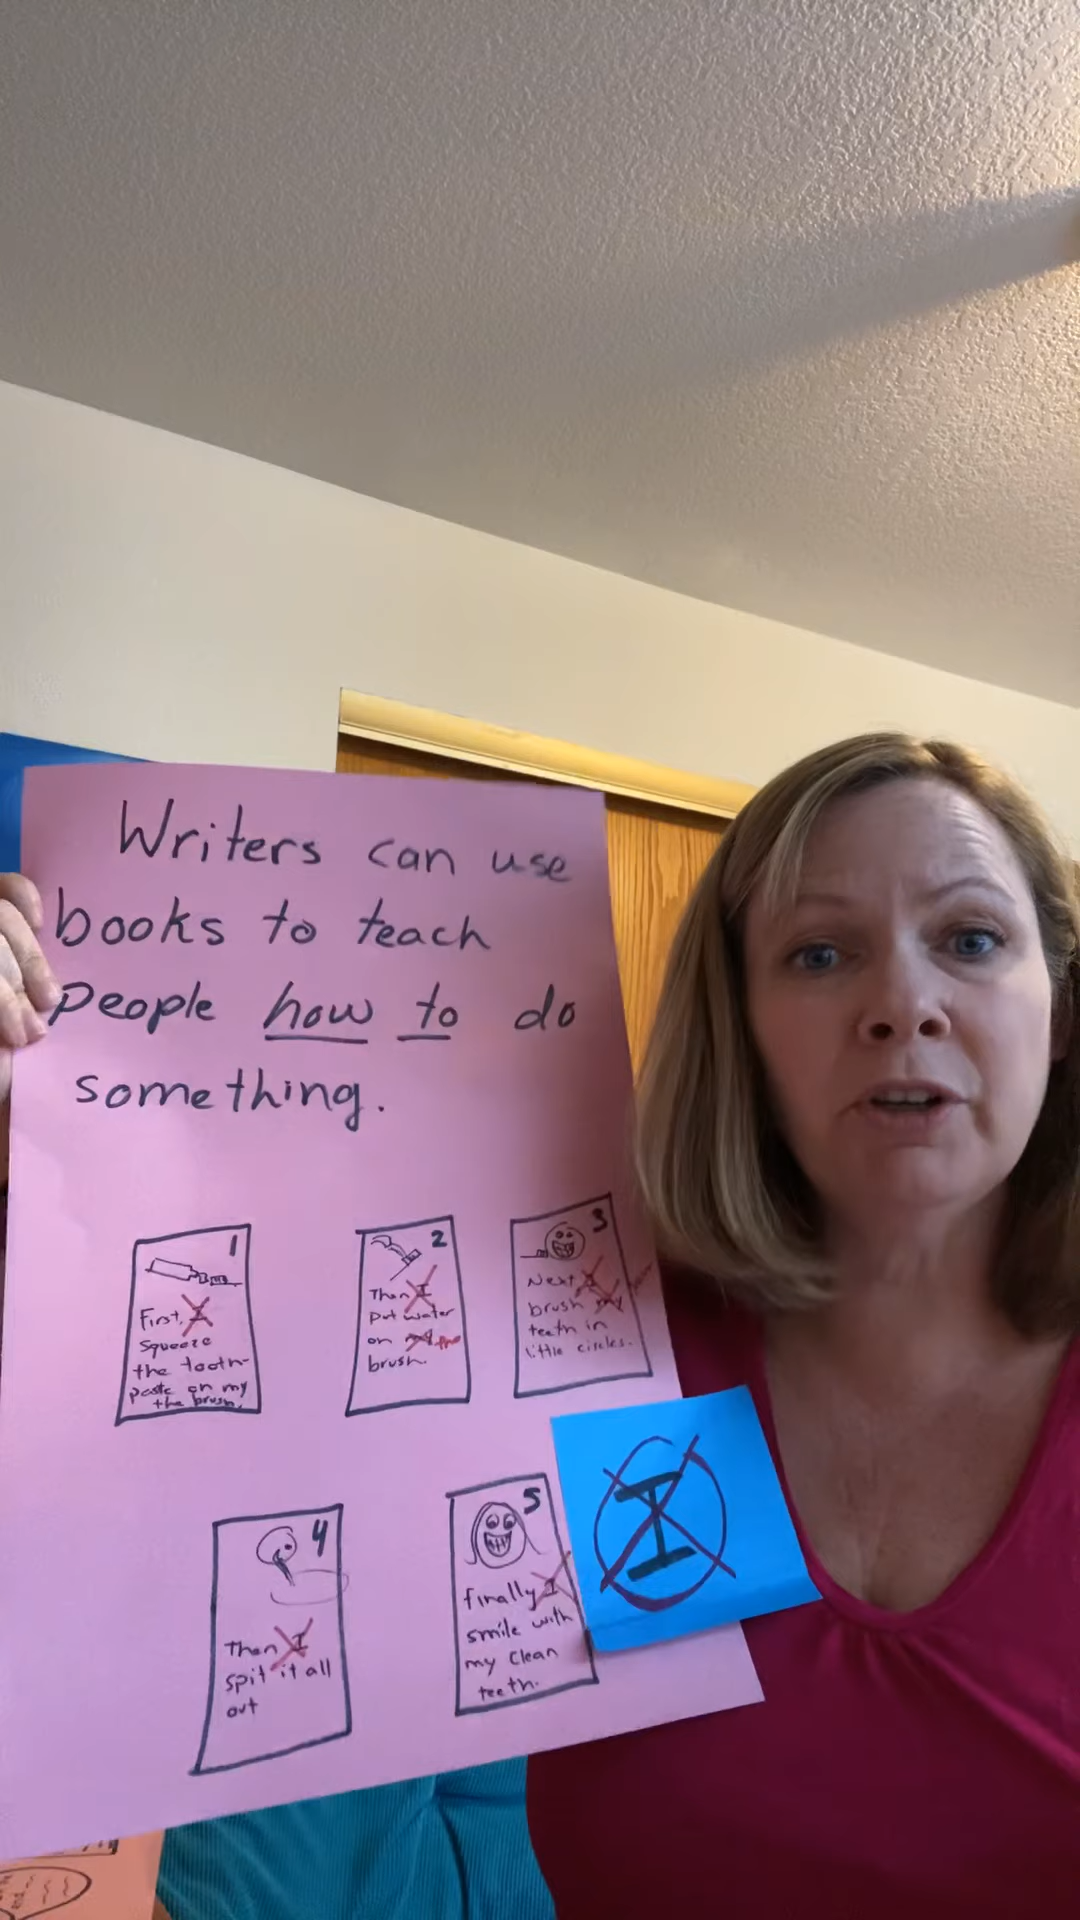 Writers can use
books to teach
people how to do
something.
1
First, I
squeeze
the tooth-
paste on my
the brush.
2
Then I
put water
on my the
brush.
3
Next I
brush my
teeth in
little circles.
4
Then I
spit it all
out
5
finally I
smile with
my clean
teeth.
I